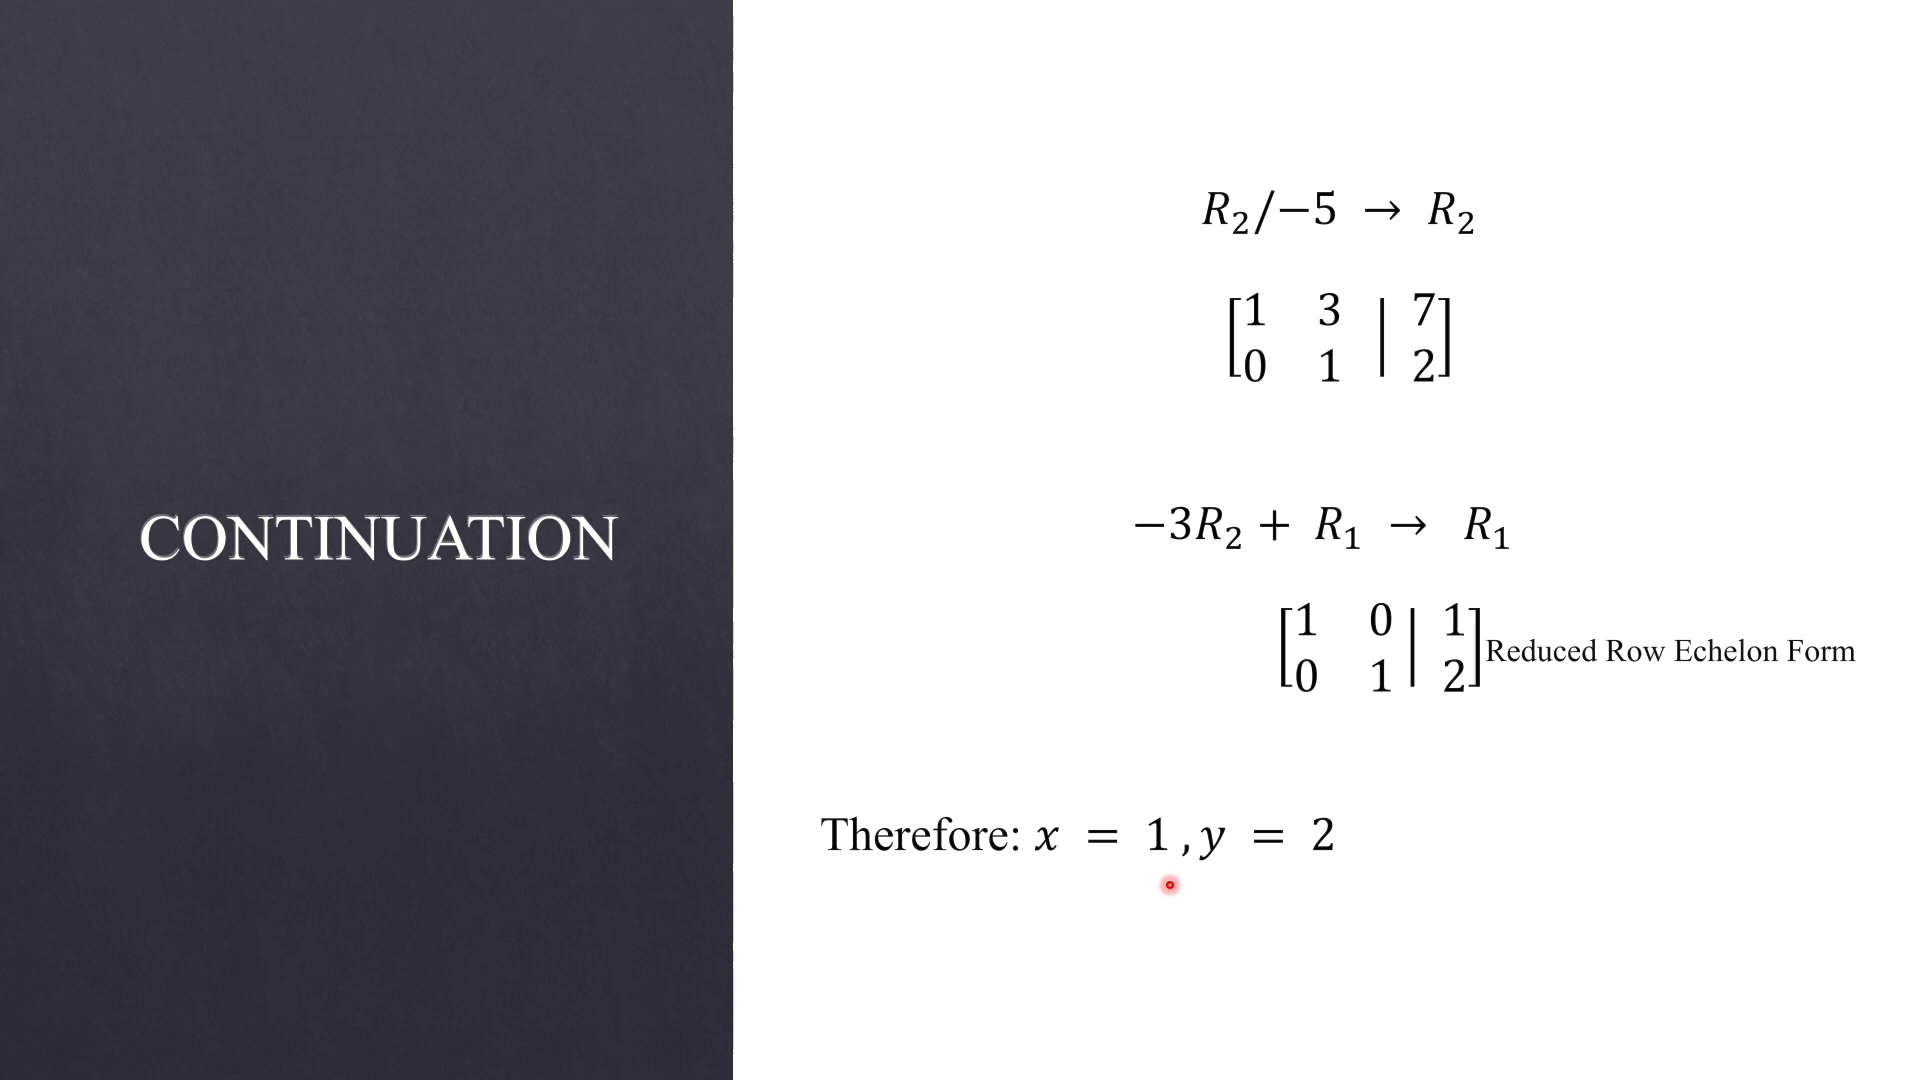 CONTINUATION
R₂/−5 → R₂
[1 3 | 7]
[0 1 | 2]
−3R₂ + R₁ → R₁
[1 0 | 1]
[0 1 | 2] Reduced Row Echelon Form
Therefore: x = 1 , y = 2